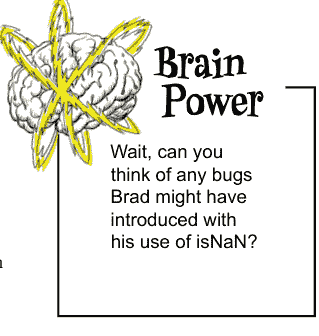 Brain
Power
Wait, can you
think of any bugs
Brad might have
introduced with
his use of isNaN?